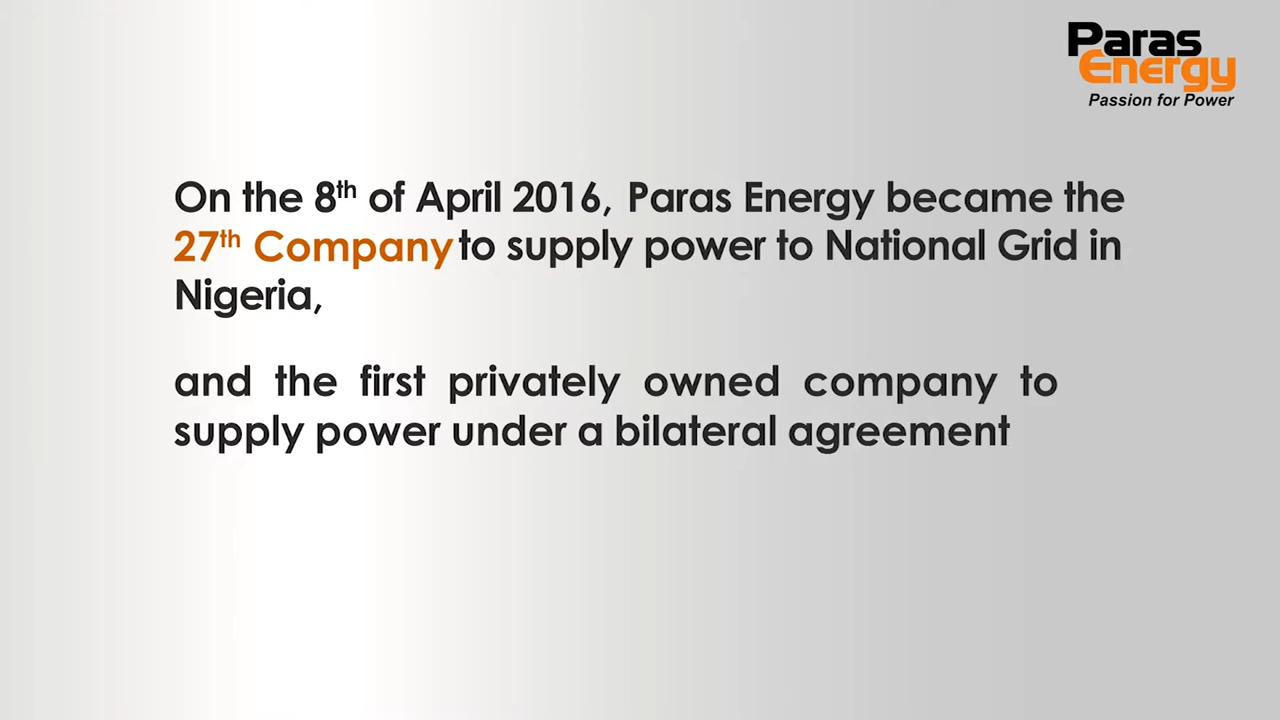 Paras
Energy
Passion for Power
On the 8th of April 2016, Paras Energy became the
27th Company to supply power to National Grid in
Nigeria,
and the first privately owned company to
supply power under a bilateral agreement